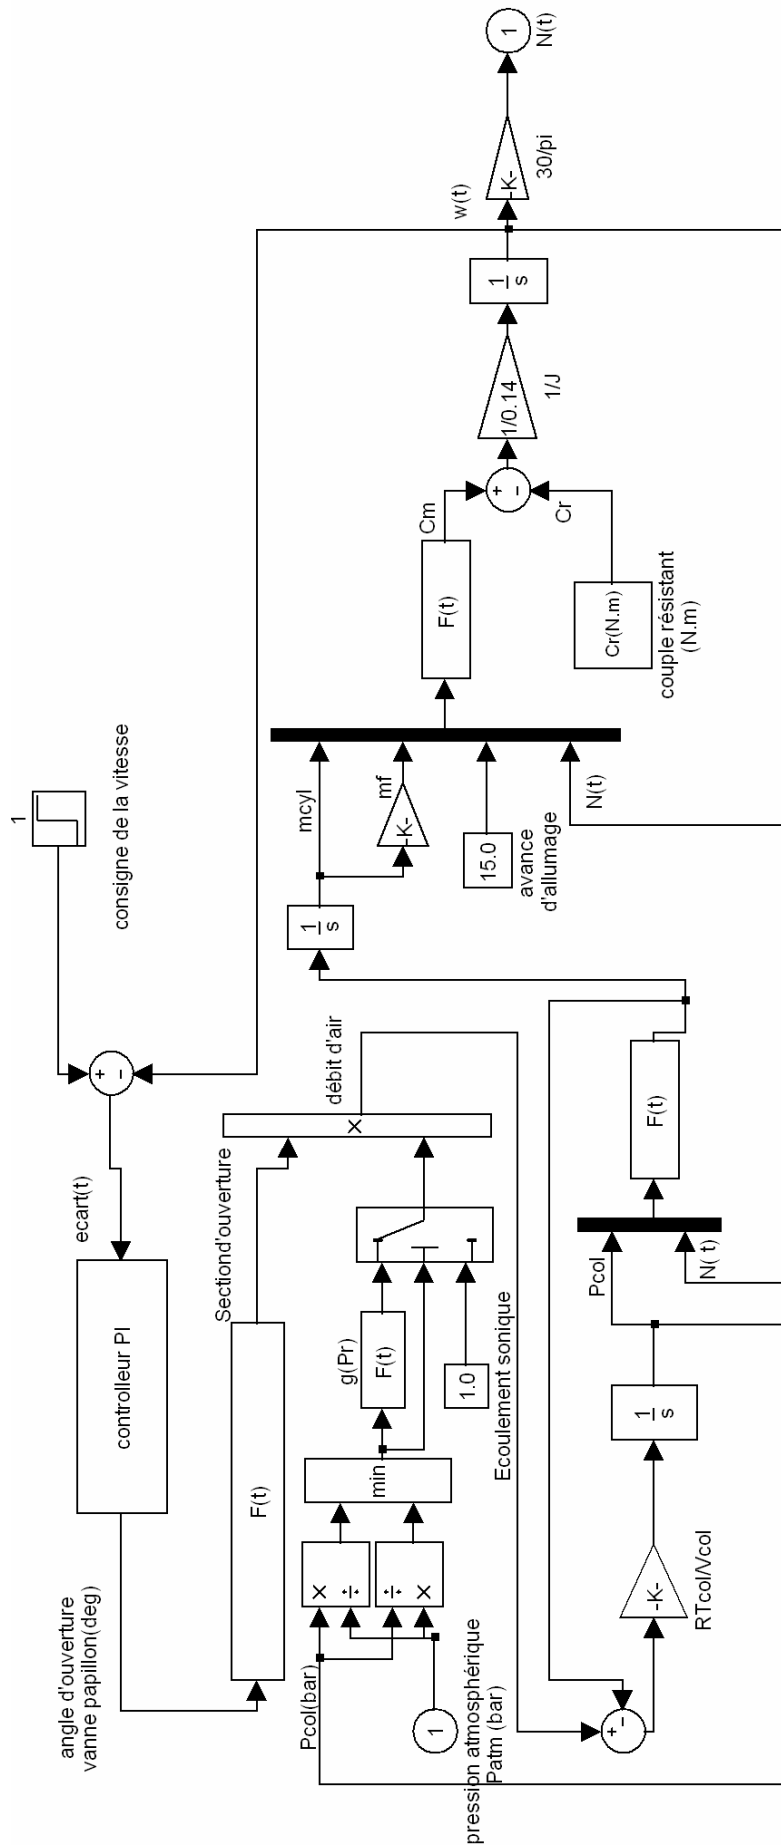 1
consigne de la vitesse
+
-
ecart(t)
controlleur PI
angle d'ouverture
vanne papillon(deg)
F(t)
Sectiond'ouverture
Pcol(bar)
×
÷
÷
×
1
pression atmosphérique
Patm (bar)
min
g(Pr)
F(t)
1.0
Ecoulement sonique
×
débit d'air
+
-
-K-
RTcol/Vcol
1
s
Pcol
N( t)
F(t)
1
s
mcyl
-K-
mf
15.0
avance
d'allumage
N(t)
F(t)
Cm
Cr(N.m)
couple résistant
(N.m)
Cr
+
-
1/0.14
1/J
1
s
w(t)
-K-
30/pi
1
N(t)